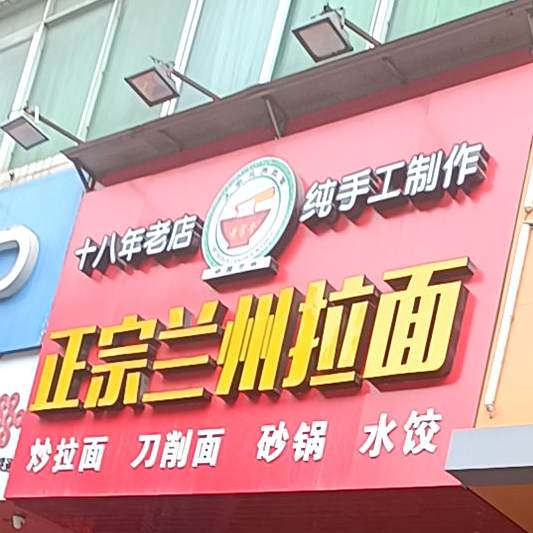 十八年老店 纯手工制作
正宗兰州拉面
炒拉面 刀削面 砂锅 水饺